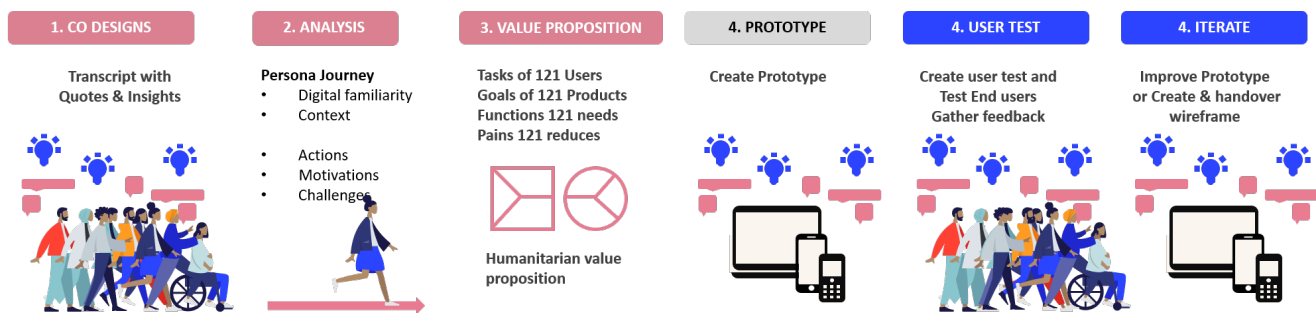 1. CO DESIGNS
Transcript with
Quotes & Insights
2. ANALYSIS
Persona Journey
• Digital familiarity
• Context
• Actions
• Motivations
• Challenges
3. VALUE PROPOSITION
Tasks of 121 Users
Goals of 121 Products
Functions 121 needs
Pains 121 reduces
Humanitarian value
proposition
4. PROTOTYPE
Create Prototype
4. USER TEST
Create user test and
Test End users
Gather feedback
4. ITERATE
Improve Prototype
or Create & handover
wireframe